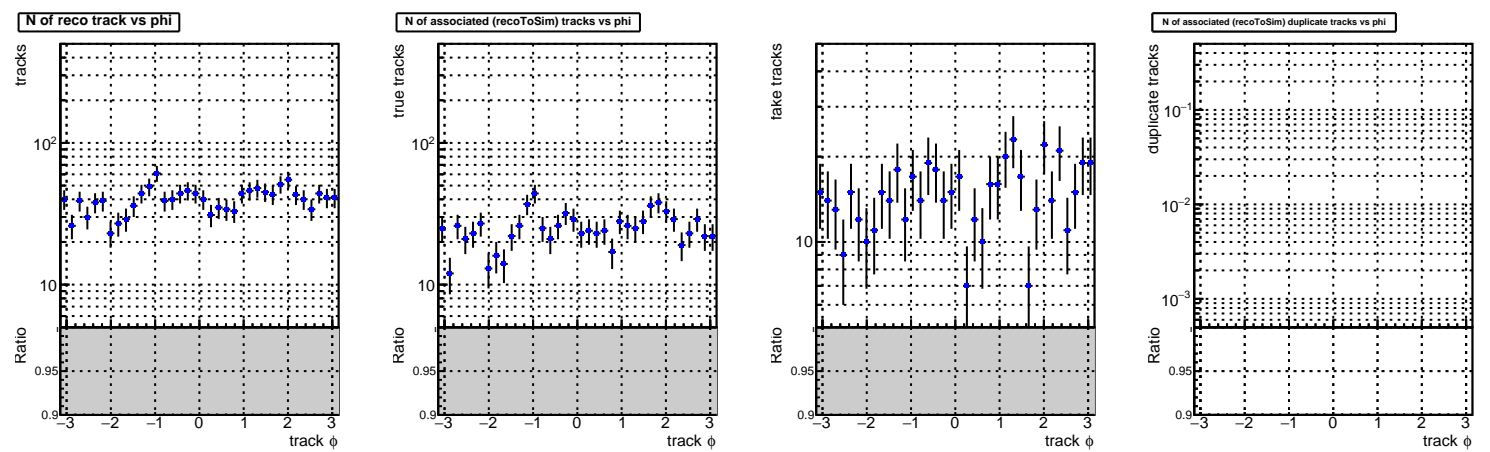 N of reco track vs phi
tracks
10²
10
Ratio
0.95
0.9
−3 −2 −1 0 1 2 3
track ϕ
N of associated (recoToSim) tracks vs phi
true tracks
10²
10
Ratio
0.95
0.9
−3 −2 −1 0 1 2 3
track ϕ
fake tracks
10
Ratio
0.95
0.9
−3 −2 −1 0 1 2 3
track ϕ
N of associated (recoToSim) duplicate tracks vs phi
duplicate tracks
10⁻¹
10⁻²
10⁻³
Ratio
0.95
0.9
−3 −2 −1 0 1 2 3
track ϕ